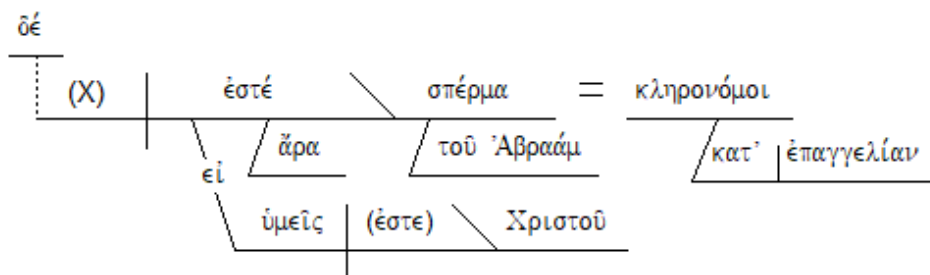 δέ
(X) ἐστέ σπέρμα = κληρονόμοι
εἰ ἄρα τοῦ Ἀβραάμ κατ’ ἐπαγγελίαν
ὑμεῖς (ἐστε) Χριστοῦ